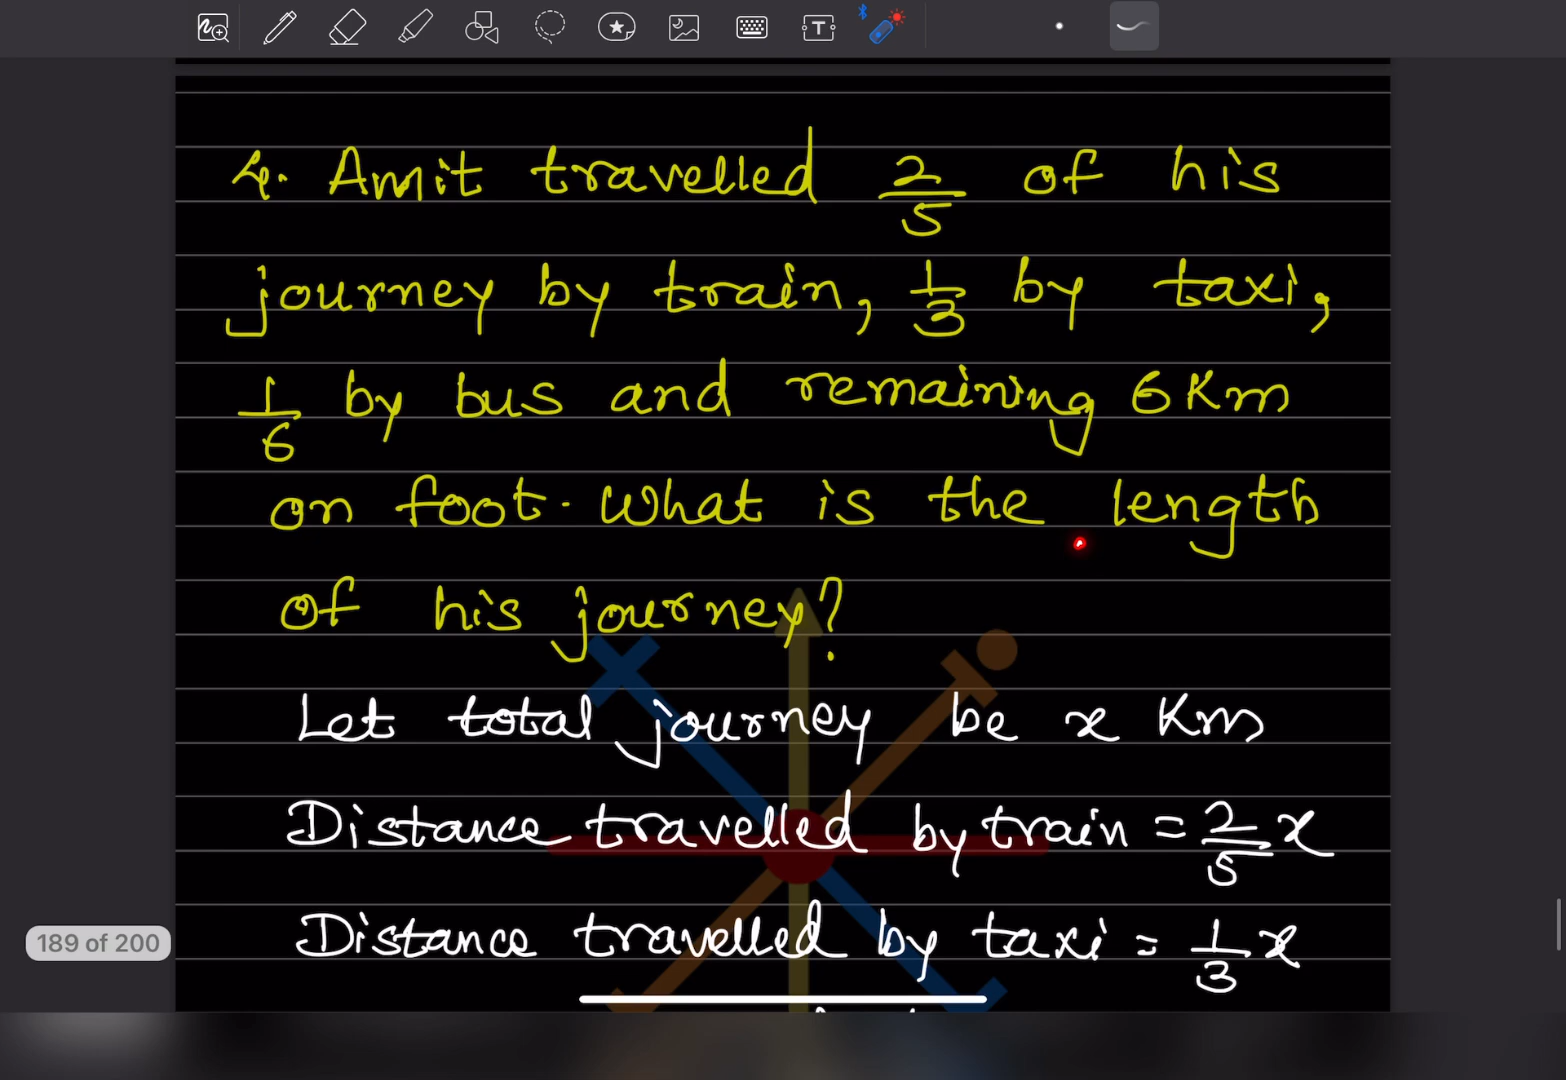 4. Amit travelled 2/5 of his
journey by train, 1/3 by taxi,
1/6 by bus and remaining 6 Km
on foot. What is the length
of his journey?
Let total journey be x Km
Distance travelled by train = 2/5 x
Distance travelled by taxi = 1/3 x
189 of 200